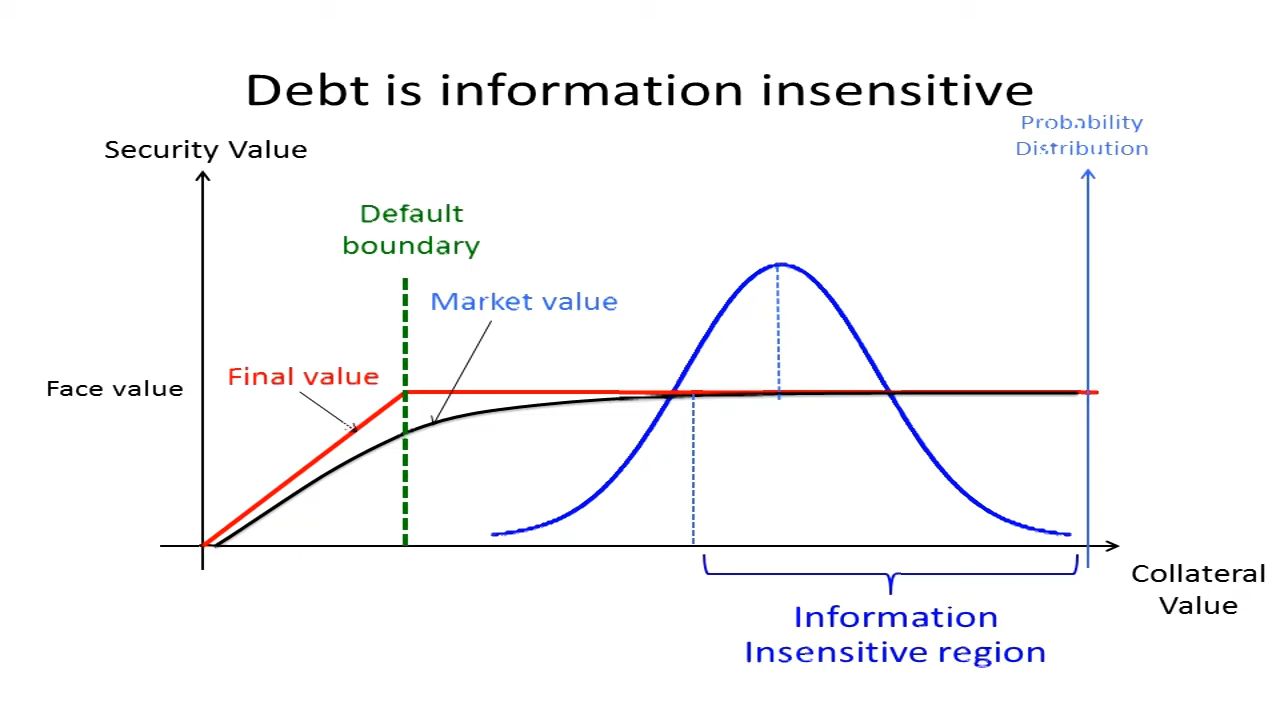 Debt is information insensitive
Probability
Distribution
Security Value
Default
boundary
Market value
Final value
Face value
Collateral
Value
Information
Insensitive region